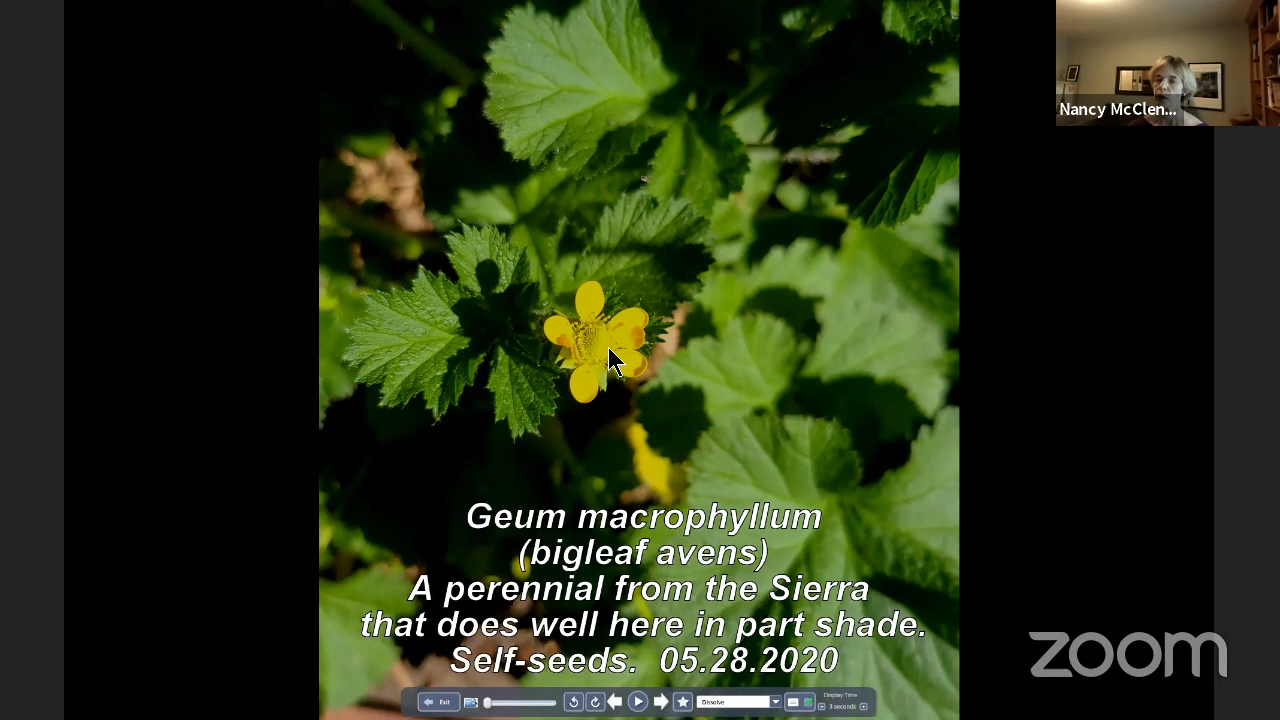 Nancy McClen...
Geum macrophyllum
(bigleaf avens)
A perennial from the Sierra
that does well here in part shade.
Self-seeds.  05.28.2020
zoom
Exit
Dissolve
Display Time
3 seconds